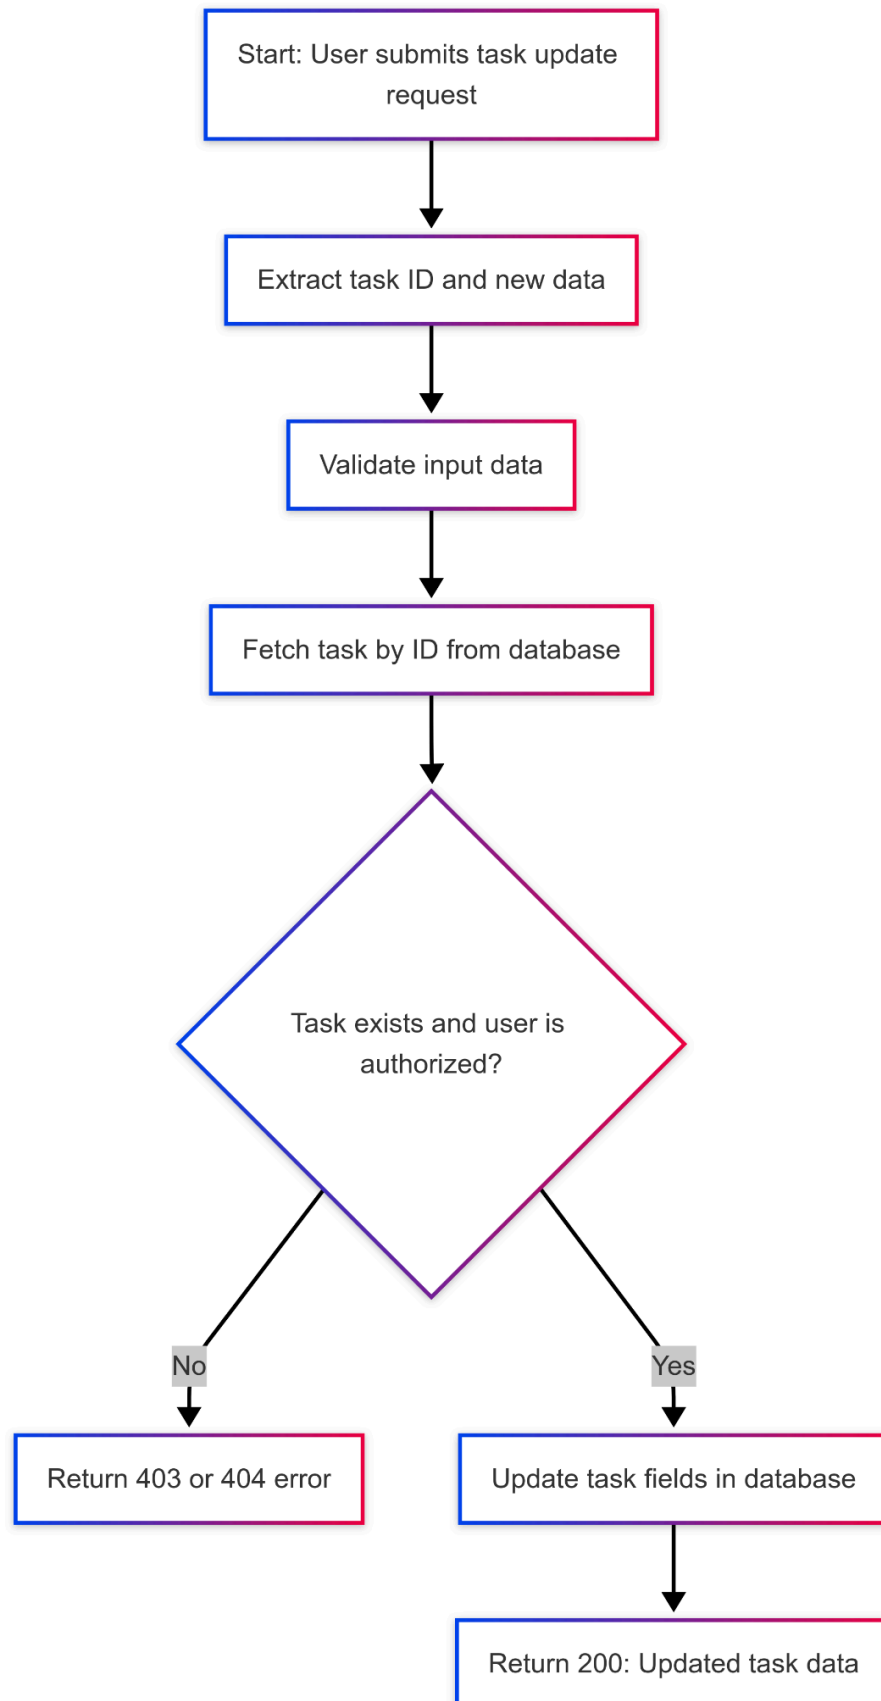 Start: User submits task update
request
Extract task ID and new data
Validate input data
Fetch task by ID from database
Task exists and user is
authorized?
No
Yes
Return 403 or 404 error
Update task fields in database
Return 200: Updated task data